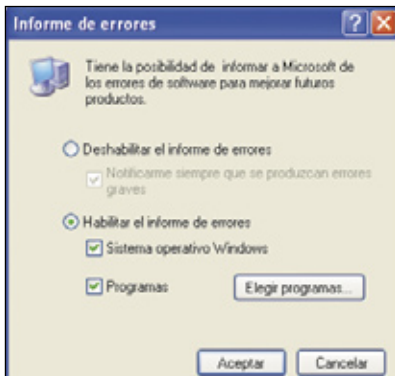 Informe de errores
Tiene la posibilidad de informar a Microsoft de
los errores de software para mejorar futuros
productos.
Deshabilitar el informe de errores
Notificarme siempre que se produzcan errores
graves
Habilitar el informe de errores
Sistema operativo Windows
Programas
Elegir programas...
Aceptar
Cancelar